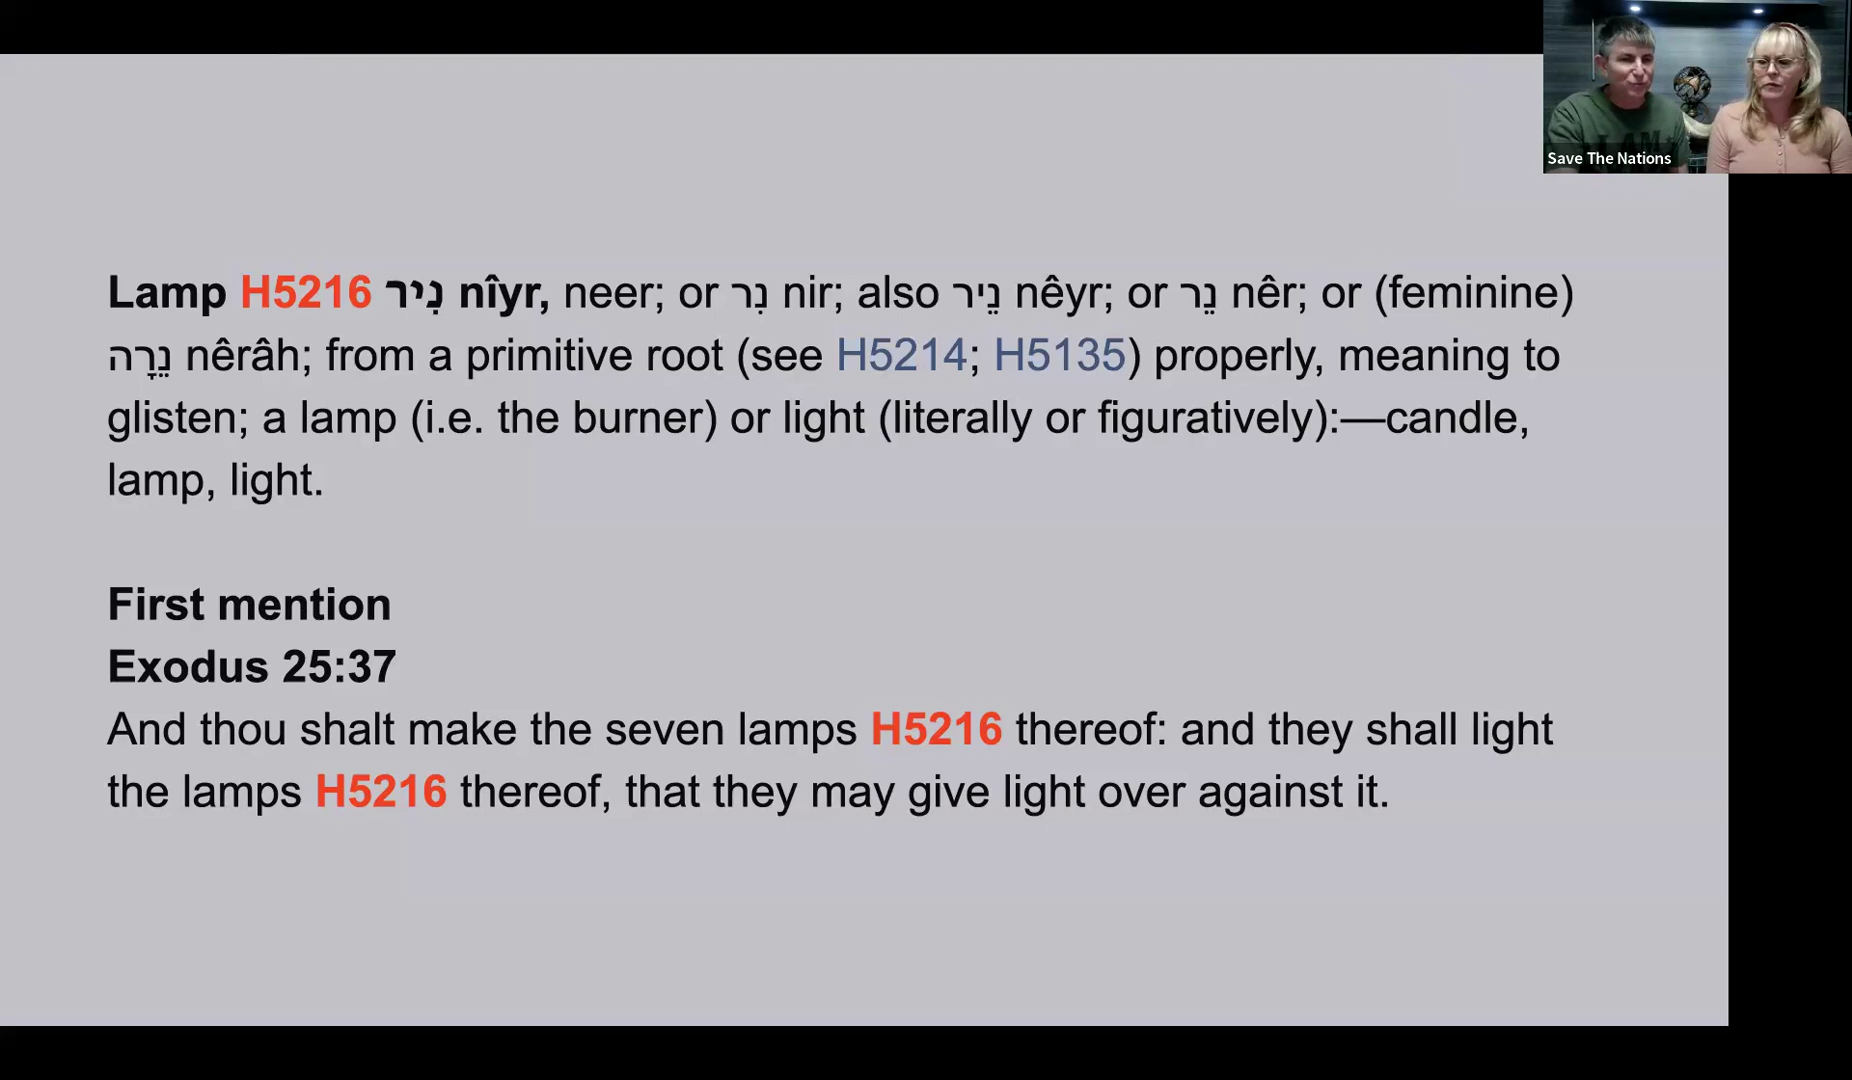 Save The Nations
Lamp H5216 נִיר nîyr, neer; or נִר nir; also נֵיר nêyr; or נֵר nêr; or (feminine)
נֵרָה nêrâh; from a primitive root (see H5214; H5135) properly, meaning to
glisten; a lamp (i.e. the burner) or light (literally or figuratively):—candle,
lamp, light.
First mention
Exodus 25:37
And thou shalt make the seven lamps H5216 thereof: and they shall light
the lamps H5216 thereof, that they may give light over against it.